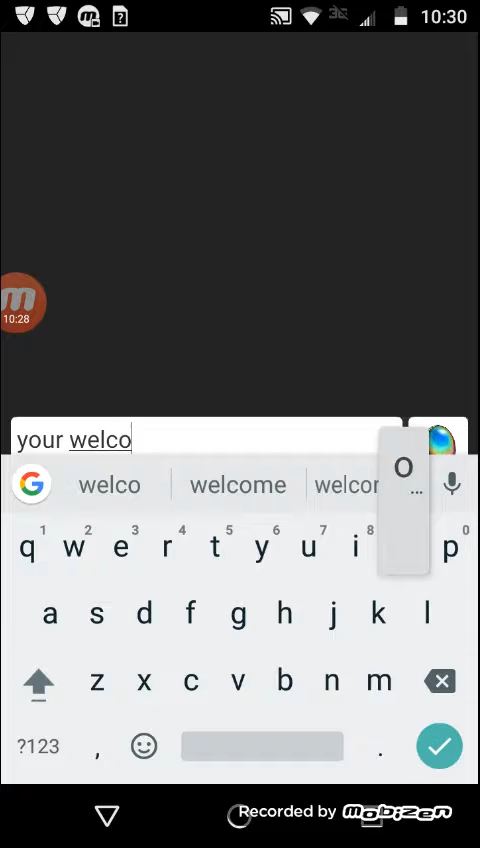 10:30
10:28
your welco
welco welcome welcom
o
...
q 1 w 2 e 3 r 4 t 5 y 6 u 7 i 8 p 0
a s d f g h j k l
z x c v b n m
?123 , .
Recorded by mobizen